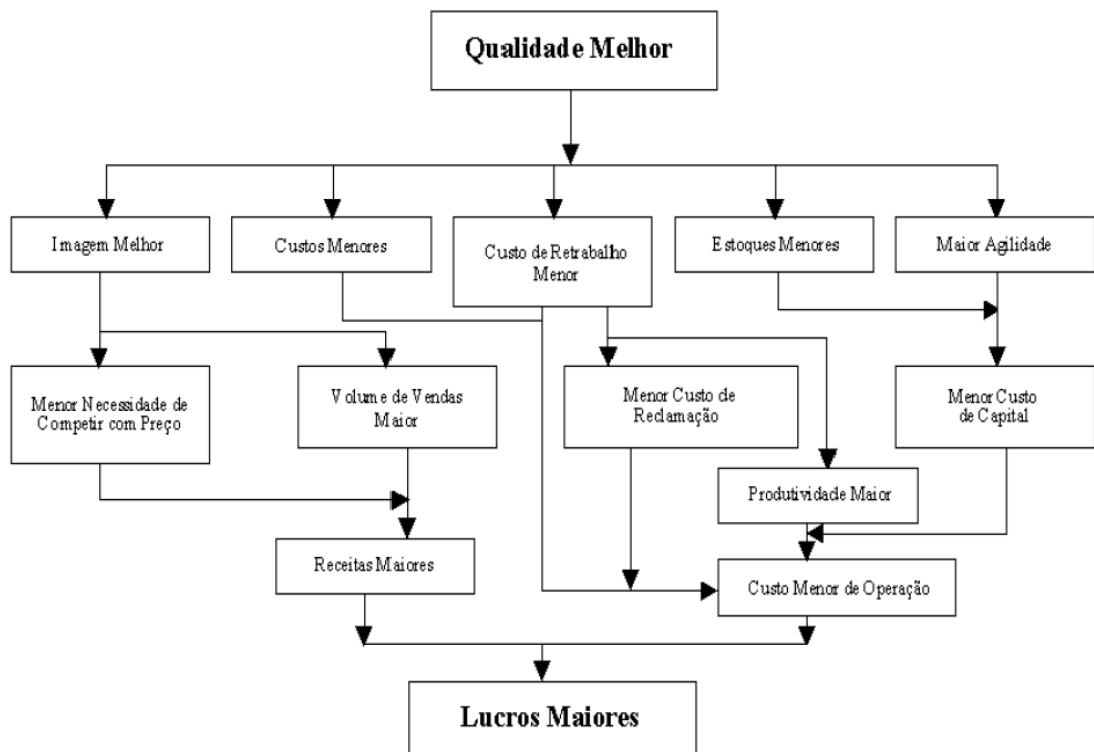 Qualidade Melhor
Imagem Melhor
Custos Menores
Custo de Retrabalho
Menor
Estoques Menores
Maior Agilidade
Menor Necessidade de
Competir com Preço
Volume de Vendas
Maior
Menor Custo de
Reclamação
Menor Custo
de Capital
Produtividade Maior
Receitas Maiores
Custo Menor de Operação
Lucros Maiores